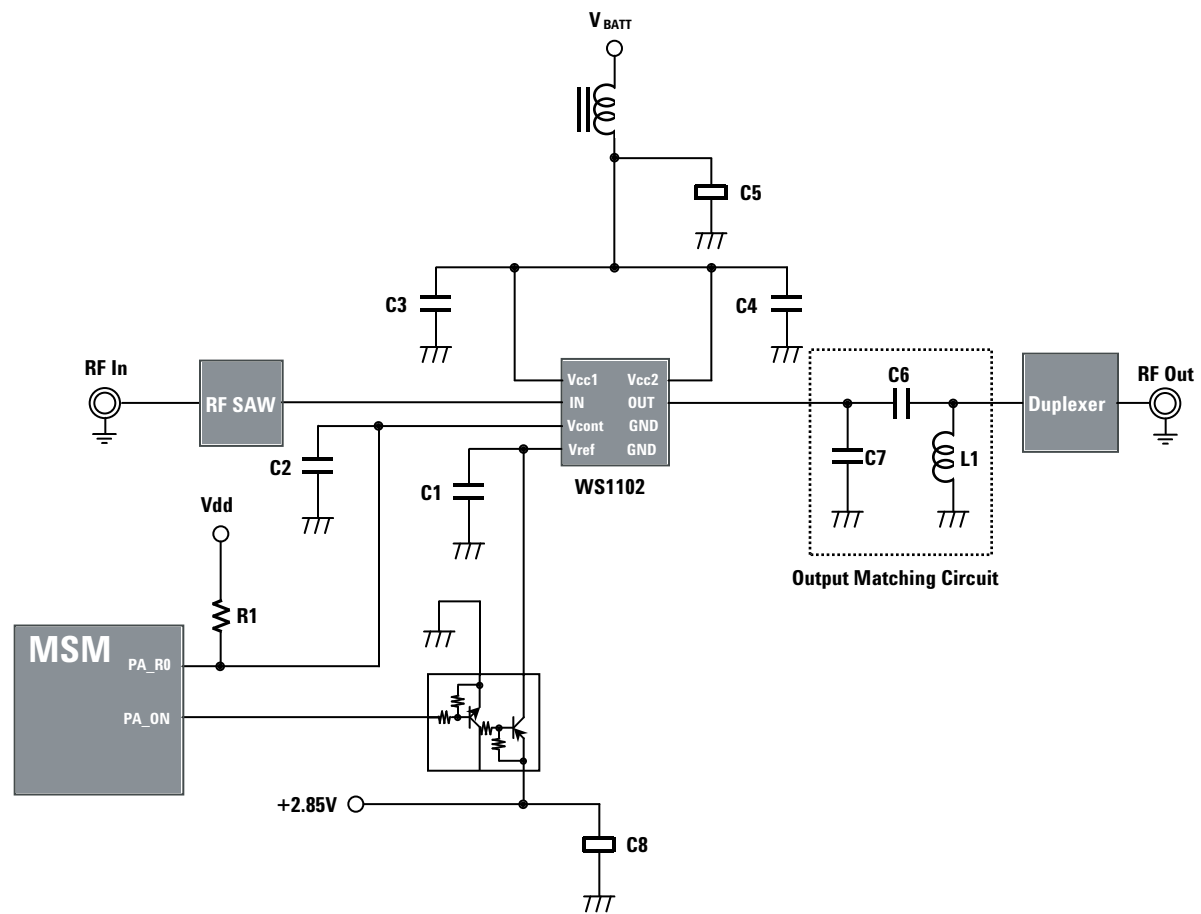 V BATT
C5
C3
C4
RF In
RF SAW
Vcc1
Vcc2
IN
OUT
Vcont
GND
Vref
GND
WS1102
C6
Duplexer
RF Out
C7
L1
Output Matching Circuit
C2
C1
Vdd
R1
MSM
PA_R0
PA_ON
+2.85V
C8